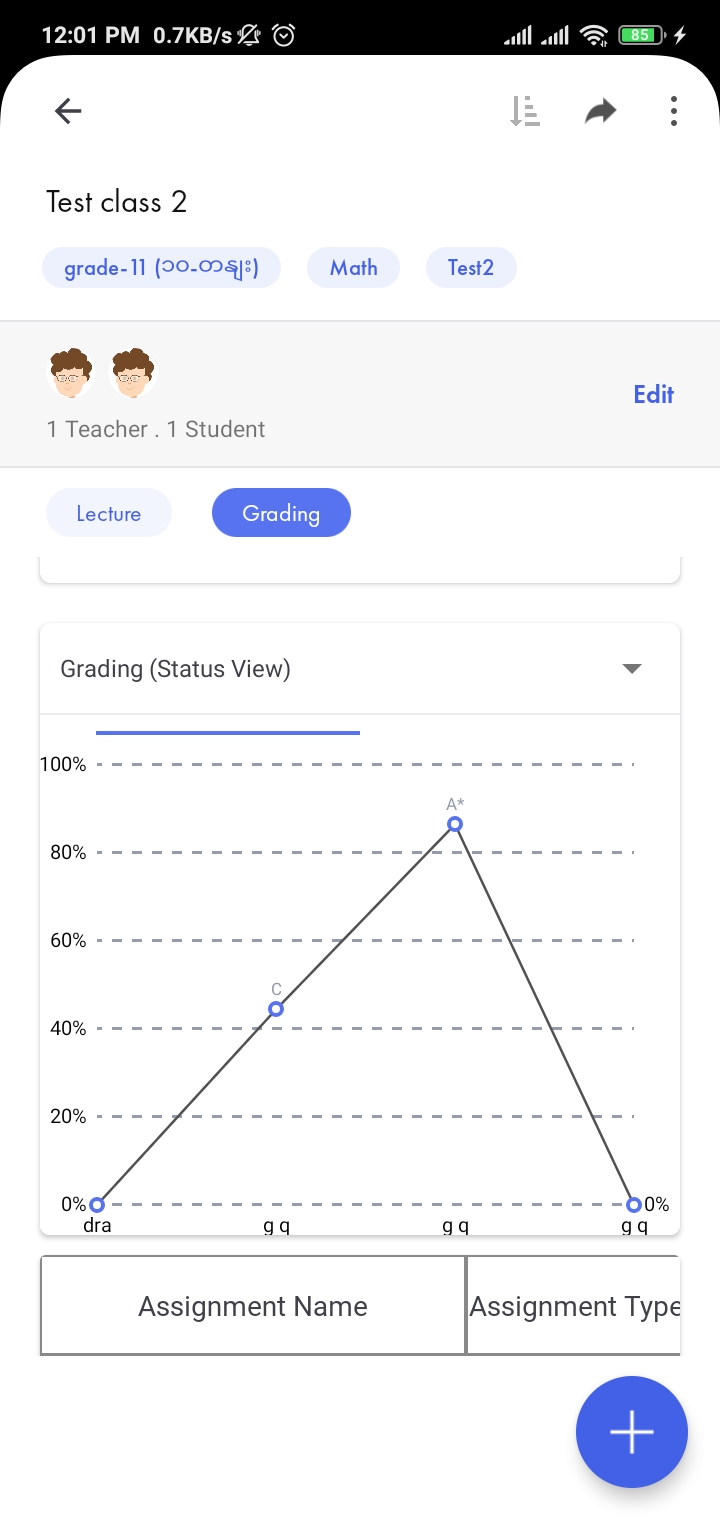 12:01 PM 0.7KB/s 85
Test class 2
grade-11 (၁၀-တန်း) Math Test2
1 Teacher . 1 Student
Edit
Lecture Grading
Grading (Status View)
100%
A*
80%
60%
C
40%
20%
0% 0%
dra g q g q g q
Assignment Name Assignment Type